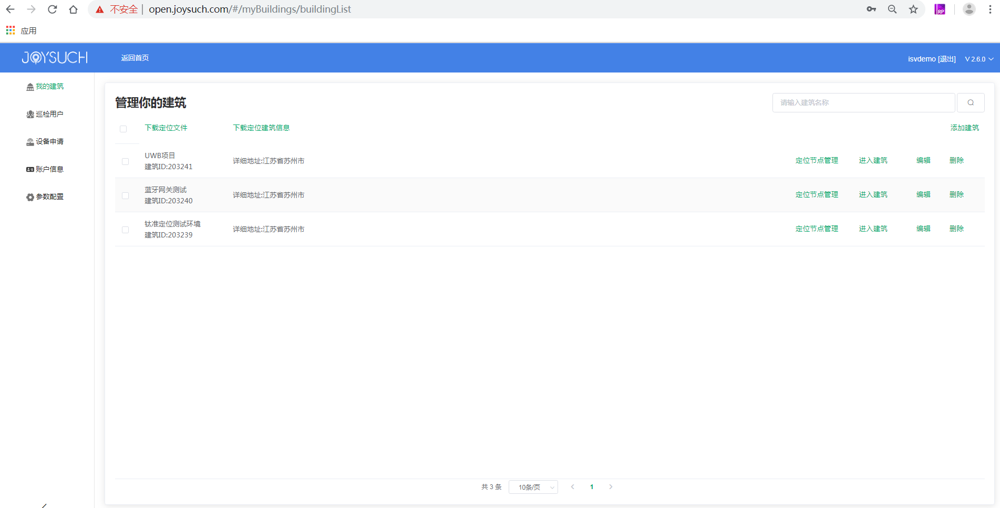 不安全 | open.joysuch.com/#/myBuildings/buildingList
应用
JOYSUCH 返回首页 isvdemo [退出] V 2.6.0
我的建筑
巡检用户
设备申请
账户信息
参数配置
管理你的建筑 请输入建筑名称
下载定位文件 下载定位建筑信息 添加建筑
UWB项目
建筑ID:203241
详细地址:江苏省苏州市 定位节点管理 进入建筑 编辑 删除
蓝牙网关测试
建筑ID:203240
详细地址:江苏省苏州市 定位节点管理 进入建筑 编辑 删除
钛准定位测试环境
建筑ID:203239
详细地址:江苏省苏州市 定位节点管理 进入建筑 编辑 删除
共 3 条 10条/页 1